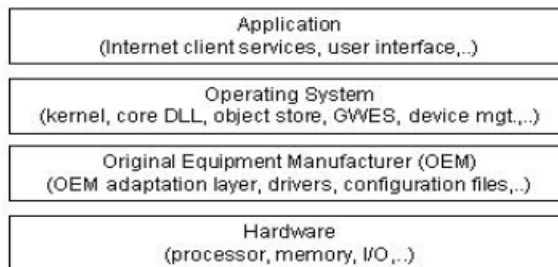 Application
(Internet client services, user interface,..)
Operating System
(kernel, core DLL, object store, GWES, device mgt.,..)
Original Equipment Manufacturer (OEM)
(OEM adaptation layer, drivers, configuration files,..)
Hardware
(processor, memory, I/O,..)